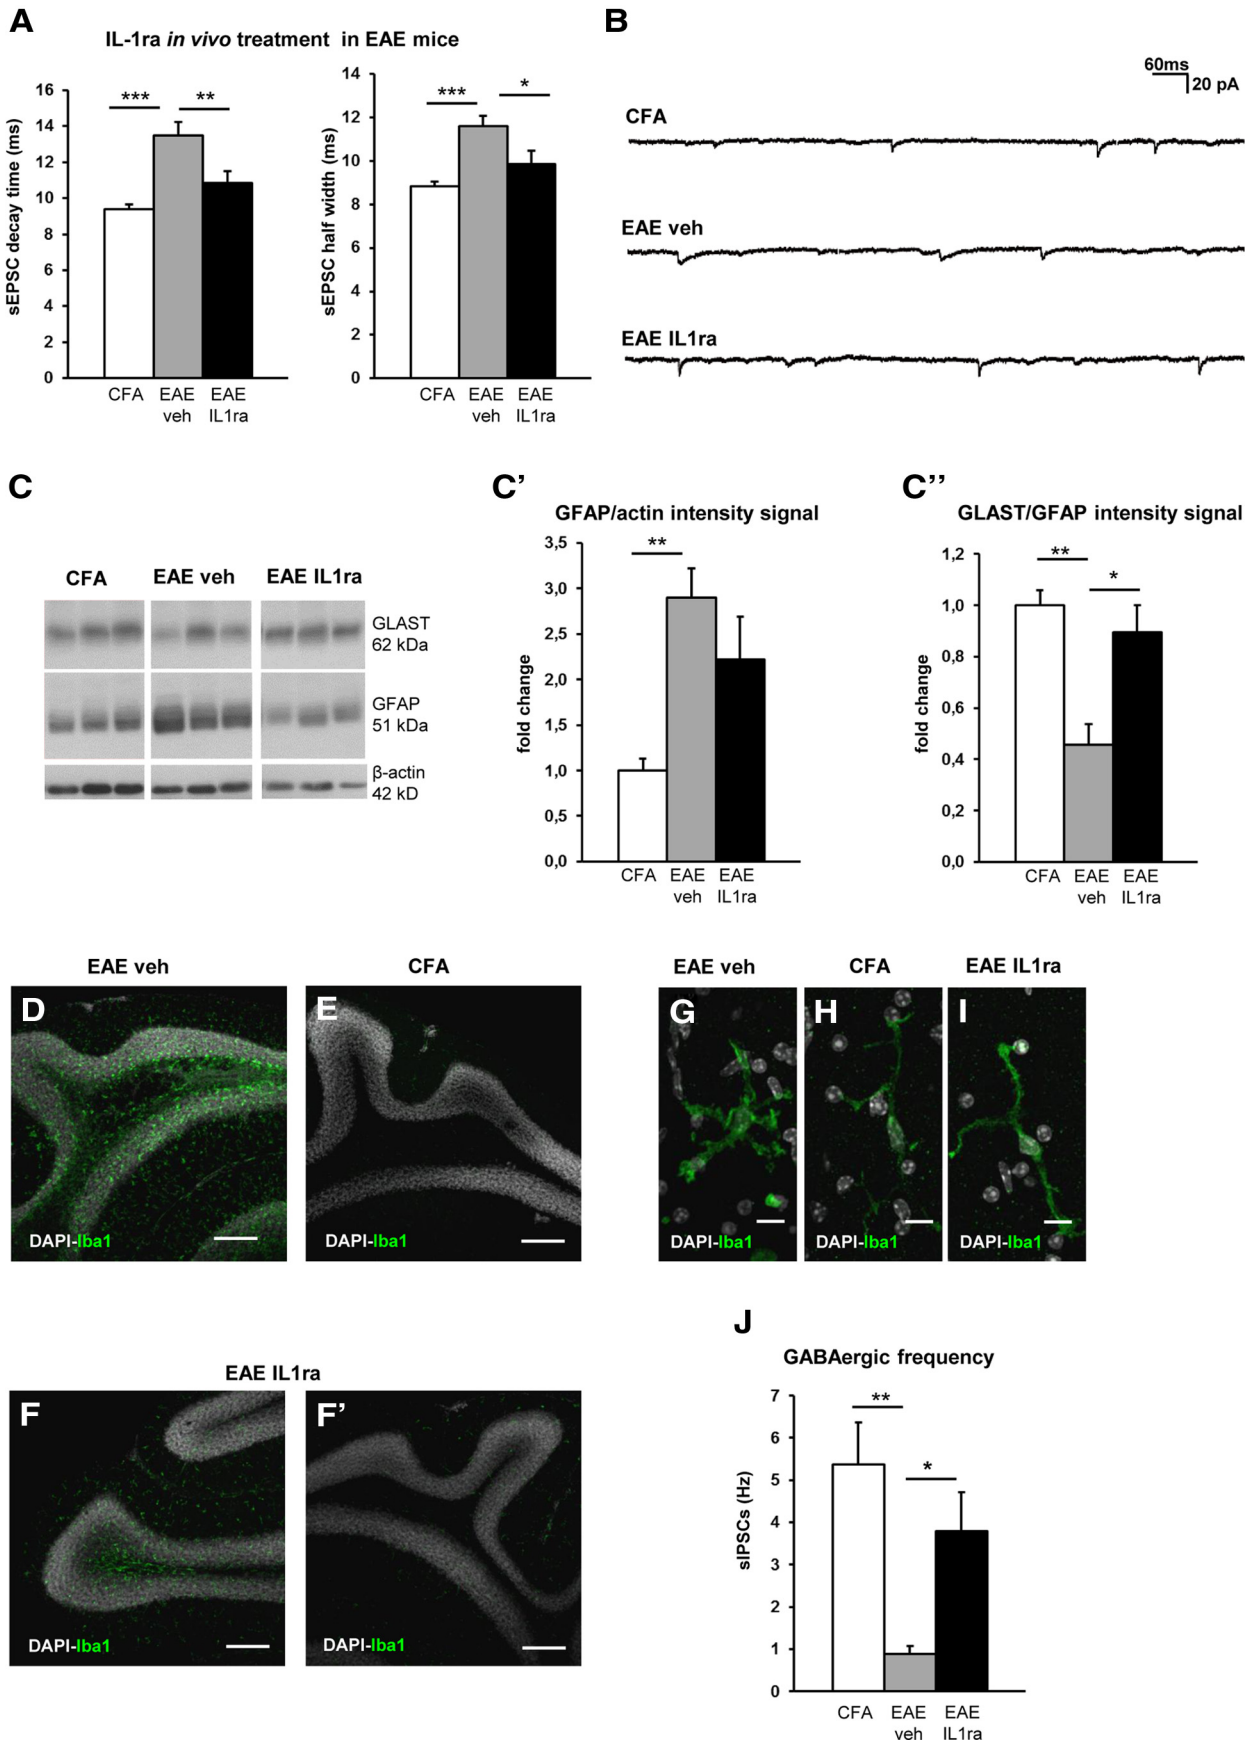 A
IL-1ra in vivo treatment in EAE mice
sEPSC decay time (ms)
16
14
12
10
8
6
4
2
0
***
**
CFA
EAE veh
EAE IL1ra
sEPSC half width (ms)
14
12
10
8
6
4
2
0
***
*
CFA
EAE veh
EAE IL1ra
B
60ms
20 pA
CFA
EAE veh
EAE IL1ra
C
CFA
EAE veh
EAE IL1ra
GLAST
62 kDa
GFAP
51 kDa
β-actin
42 kD
C'
GFAP/actin intensity signal
fold change
3,5
3,0
2,5
2,0
1,5
1,0
0,5
0,0
**
CFA
EAE veh
EAE IL1ra
C''
GLAST/GFAP intensity signal
fold change
1,2
1,0
0,8
0,6
0,4
0,2
0,0
**
*
CFA
EAE veh
EAE IL1ra
EAE veh
D
DAPI-Iba1
CFA
E
DAPI-Iba1
EAE veh
G
DAPI-Iba1
CFA
H
DAPI-Iba1
EAE IL1ra
I
DAPI-Iba1
EAE IL1ra
F
DAPI-Iba1
F'
DAPI-Iba1
J
GABAergic frequency
sIPSCs (Hz)
7
6
5
4
3
2
1
0
**
*
CFA
EAE veh
EAE IL1ra